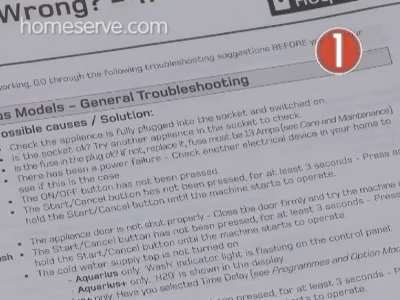 homeserve.com
Wrong? -
1
working, GO through the following troubleshooting suggestions BEFORE
us Models - General Troubleshooting
ossible causes / Solution:
• Check the appliance is fully plugged into the socket and switched on.
• Is the socket ok? Try another appliance in the socket to check.
• Is the fuse in the plug ok? If not, replace it, fuse must be 13 Amps (see Care and Maintenance).
• There has been a power failure - Check another electrical device in your home to
see if this is the case
• The ON/OFF button has not been pressed.
• The Start/Cancel button has not been pressed, for at least 3 seconds - Press a
hold the Start/Cancel button until the machine starts to operate.
• The appliance door is not shut properly - Close the door firmly and try the machine
• The Start/Cancel button has not been pressed, for at least 3 seconds - Press
hold the Start/Cancel button until the machine starts to operate.
ash • The cold water supply tap is not turned on
- Aquarius only: 'Wash' Indicator light is flashing on the control panel.
- Aquarius+ only: 'H20' is shown in the display.
only: Have you selected Time Delay (see Programmes and Option